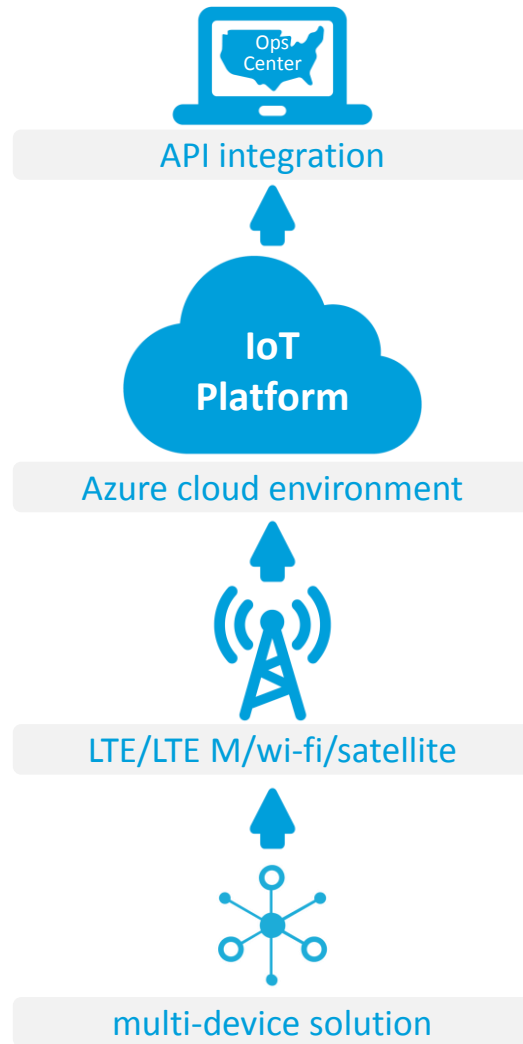 Ops
Center
API integration
IoT
Platform
Azure cloud environment
LTE/LTE M/wi-fi/satellite
multi-device solution